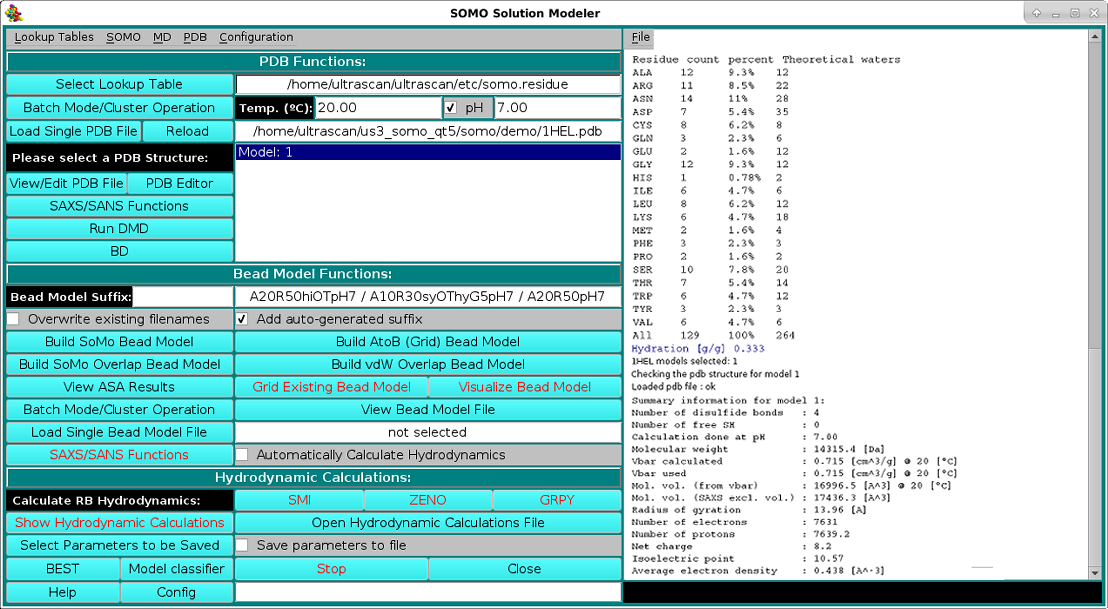 SOMO Solution Modeler
Lookup Tables SOMO MD PDB Configuration
PDB Functions:
Select Lookup Table /home/ultrascan/ultrascan/etc/somo.residue
Batch Mode/Cluster Operation Temp. (ºC): 20.00 pH 7.00
Load Single PDB File Reload /home/ultrascan/us3_somo_qt5/somo/demo/1HEL.pdb
Please select a PDB Structure: Model: 1
View/Edit PDB File PDB Editor
SAXS/SANS Functions
Run DMD
BD
Bead Model Functions:
Bead Model Suffix: A20R50hiOTpH7 / A10R30syOThyG5pH7 / A20R50pH7
Overwrite existing filenames Add auto-generated suffix
Build SoMo Bead Model Build AtoB (Grid) Bead Model
Build SoMo Overlap Bead Model Build vdW Overlap Bead Model
View ASA Results Grid Existing Bead Model Visualize Bead Model
Batch Mode/Cluster Operation View Bead Model File
Load Single Bead Model File not selected
SAXS/SANS Functions Automatically Calculate Hydrodynamics
Hydrodynamic Calculations:
Calculate RB Hydrodynamics: SMI ZENO GRPY
Show Hydrodynamic Calculations Open Hydrodynamic Calculations File
Select Parameters to be Saved Save parameters to file
BEST Model classifier Stop Close
Help Config
File
Residue count percent Theoretical waters
ALA 12 9.3% 12
ARG 11 8.5% 22
ASN 14 11% 28
ASP 7 5.4% 35
CYS 8 6.2% 8
GLN 3 2.3% 6
GLU 2 1.6% 12
GLY 12 9.3% 12
HIS 1 0.78% 2
ILE 6 4.7% 6
LEU 8 6.2% 12
LYS 6 4.7% 18
MET 2 1.6% 4
PHE 3 2.3% 3
PRO 2 1.6% 2
SER 10 7.8% 20
THR 7 5.4% 14
TRP 6 4.7% 12
TYR 3 2.3% 3
VAL 6 4.7% 6
All 129 100% 264
Hydration [g/g] 0.333
1HEL models selected: 1
Checking the pdb structure for model 1
Loaded pdb file : ok
Summary information for model 1:
Number of disulfide bonds : 4
Number of free SH : 0
Calculation done at pH : 7.00
Molecular weight : 14315.4 [Da]
Vbar calculated : 0.715 [cm^3/g] @ 20 [°C]
Vbar used : 0.715 [cm^3/g] @ 20 [°C]
Mol. vol. (from vbar) : 16996.5 [A^3] @ 20 [°C]
Mol. vol. (SAXS excl. vol.) : 17436.3 [A^3]
Radius of gyration : 13.96 [A]
Number of electrons : 7631
Number of protons : 7639.2
Net charge : 8.2
Isoelectric point : 10.57
Average electron density : 0.438 [A^-3]